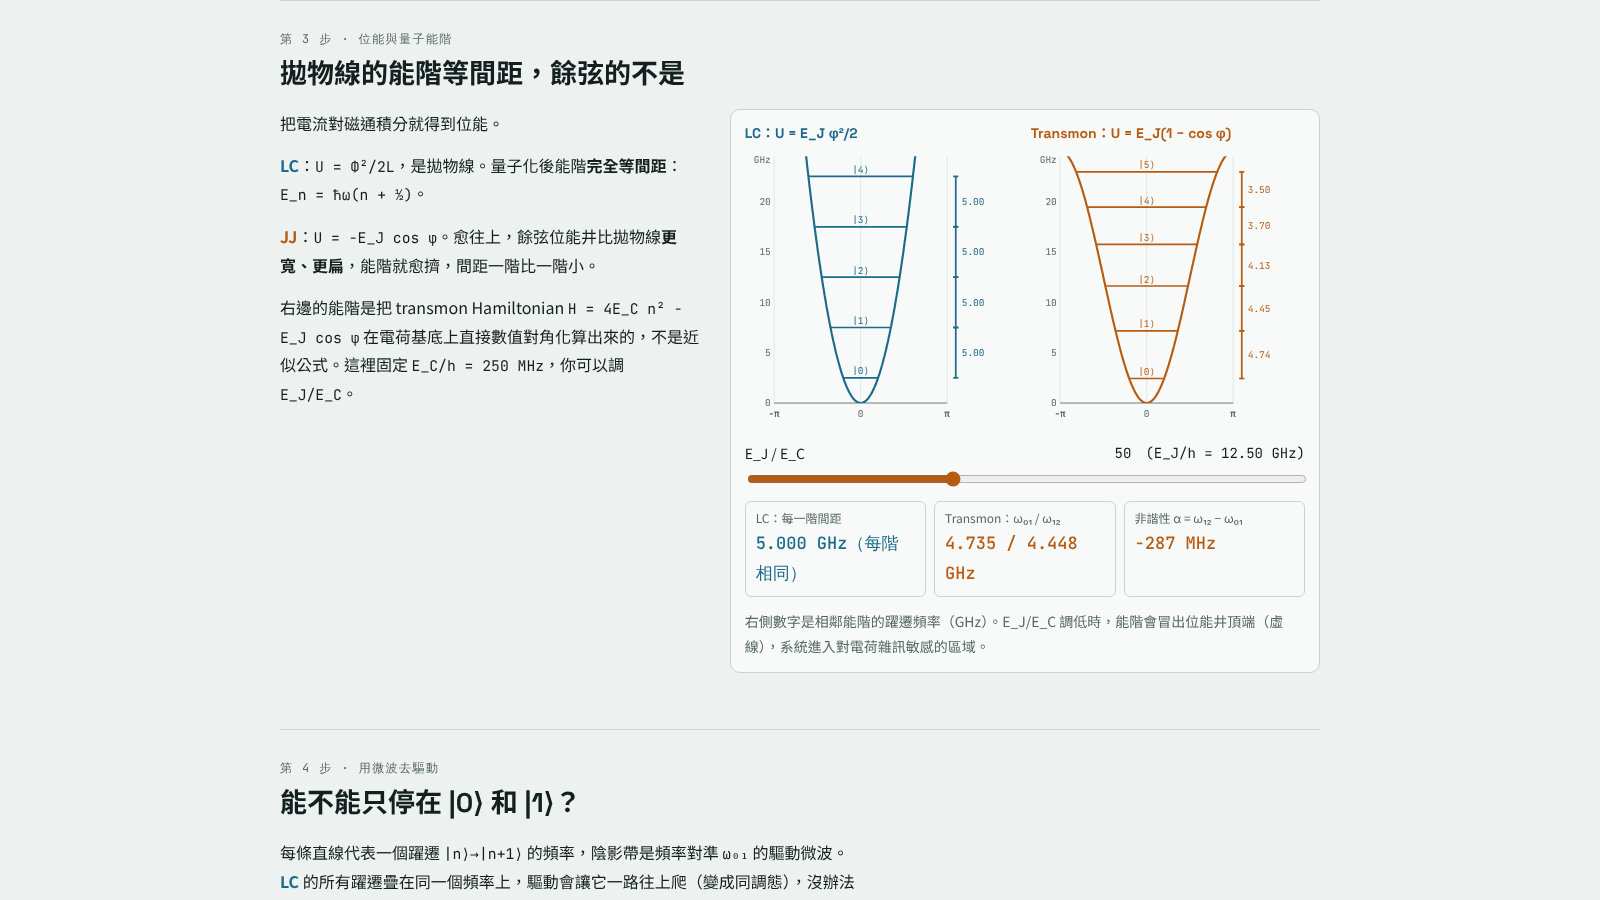 第 3 步 · 位能與量子能階
拋物線的能階等間距，餘弦的不是
把電流對磁通積分就得到位能。
LC：U = Φ²/2L，是拋物線。量子化後能階完全等間距：
E_n = ħω(n + ½)。
JJ：U = -E_J cos φ。愈往上，餘弦位能井比拋物線更
寬、更扁，能階就愈擠，間距一階比一階小。
右邊的能階是把 transmon Hamiltonian H = 4E_C n² -
E_J cos φ 在電荷基底上直接數值對角化算出來的，不是近
似公式。這裡固定 E_C/h = 250 MHz，你可以調
E_J/E_C。
LC：U = E_J φ²/2
GHz
20
15
10
5
0
-π
0
π
|4⟩
|3⟩
|2⟩
|1⟩
|0⟩
5.00
5.00
5.00
5.00
Transmon：U = E_J(1 − cos φ)
GHz
20
15
10
5
0
-π
0
π
|5⟩
|4⟩
|3⟩
|2⟩
|1⟩
|0⟩
3.50
3.70
4.13
4.45
4.74
E_J / E_C
50 (E_J/h = 12.50 GHz)
LC：每一階間距
5.000 GHz（每階
相同）
Transmon：ω₀₁ / ω₁₂
4.735 / 4.448
GHz
非諧性 α = ω₁₂ − ω₀₁
-287 MHz
右側數字是相鄰能階的躍遷頻率（GHz）。E_J/E_C 調低時，能階會冒出位能井頂端（虛
線），系統進入對電荷雜訊敏感的區域。
第 4 步 · 用微波去驅動
能不能只停在 |0⟩ 和 |1⟩？
每條直線代表一個躍遷 |n⟩→|n+1⟩ 的頻率，陰影帶是頻率對準 ω₀₁ 的驅動微波。
LC 的所有躍遷疊在同一個頻率上，驅動會讓它一路往上爬（變成同調態），沒辦法